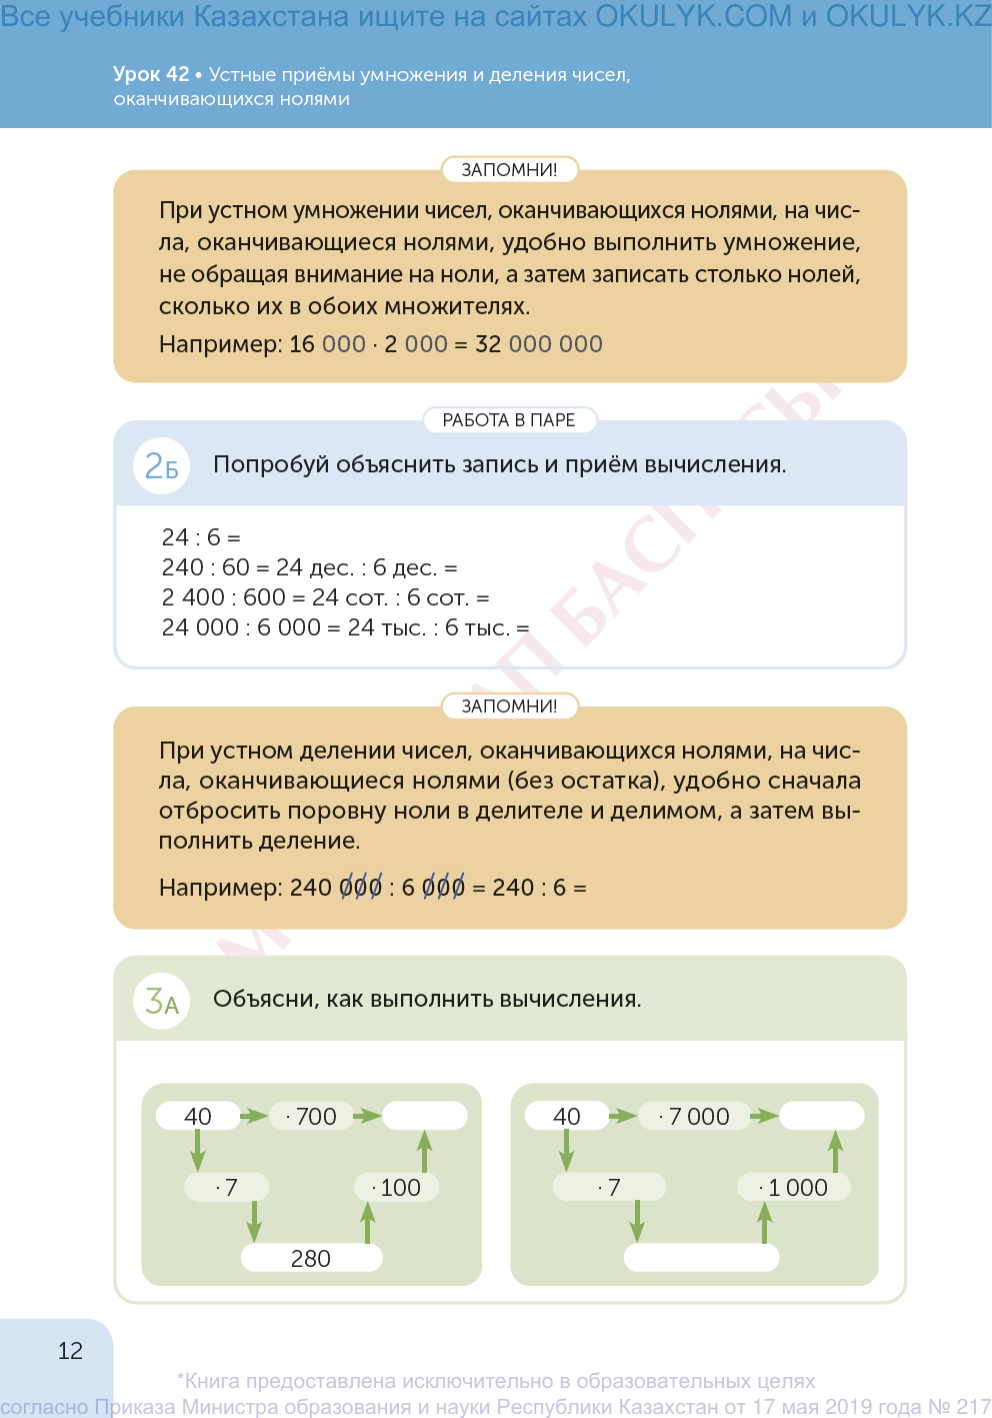 Все учебники Казахстана ищите на сайтах OKULYK.COM и OKULYK.KZ
Урок 42 • Устные приёмы умножения и деления чисел,
оканчивающихся нолями
ЗАПОМНИ!
При устном умножении чисел, оканчивающихся нолями, на чис-
ла, оканчивающиеся нолями, удобно выполнить умножение,
не обращая внимание на ноли, а затем записать столько нолей,
сколько их в обоих множителях.
Например: 16 000 · 2 000 = 32 000 000
РАБОТА В ПАРЕ
2Б Попробуй объяснить запись и приём вычисления.
24 : 6 =
240 : 60 = 24 дес. : 6 дес. =
2 400 : 600 = 24 сот. : 6 сот. =
24 000 : 6 000 = 24 тыс. : 6 тыс. =
ЗАПОМНИ!
При устном делении чисел, оканчивающихся нолями, на чис-
ла, оканчивающиеся нолями (без остатка), удобно сначала
отбросить поровну ноли в делителе и делимом, а затем вы-
полнить деление.
Например: 240 000 : 6 000 = 240 : 6 =
3А Объясни, как выполнить вычисления.
40 · 700
· 7 · 100
280
40 · 7 000
· 7 · 1 000
12
*Книга предоставлена исключительно в образовательных целях
согласно Приказа Министра образования и науки Республики Казахстан от 17 мая 2019 года № 217